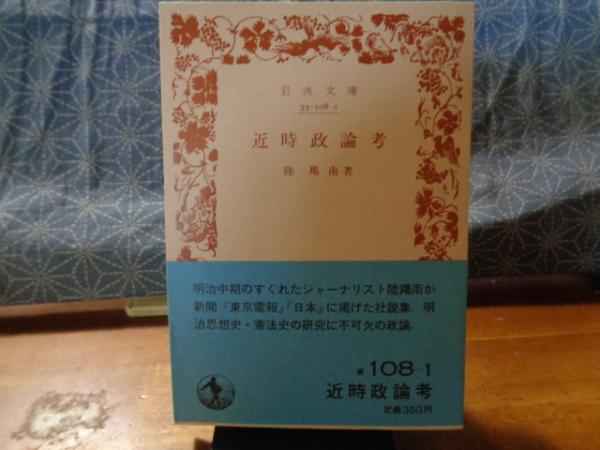 岩波文庫
33-108-1
近時政論考
陸羯南著
明治中期のすぐれたジャーナリスト陸羯南が
新聞『東京電報』『日本』に掲げた社説集．明
治思想史・憲法史の研究に不可欠の政論．
青108-1
近時政論考
定価350円